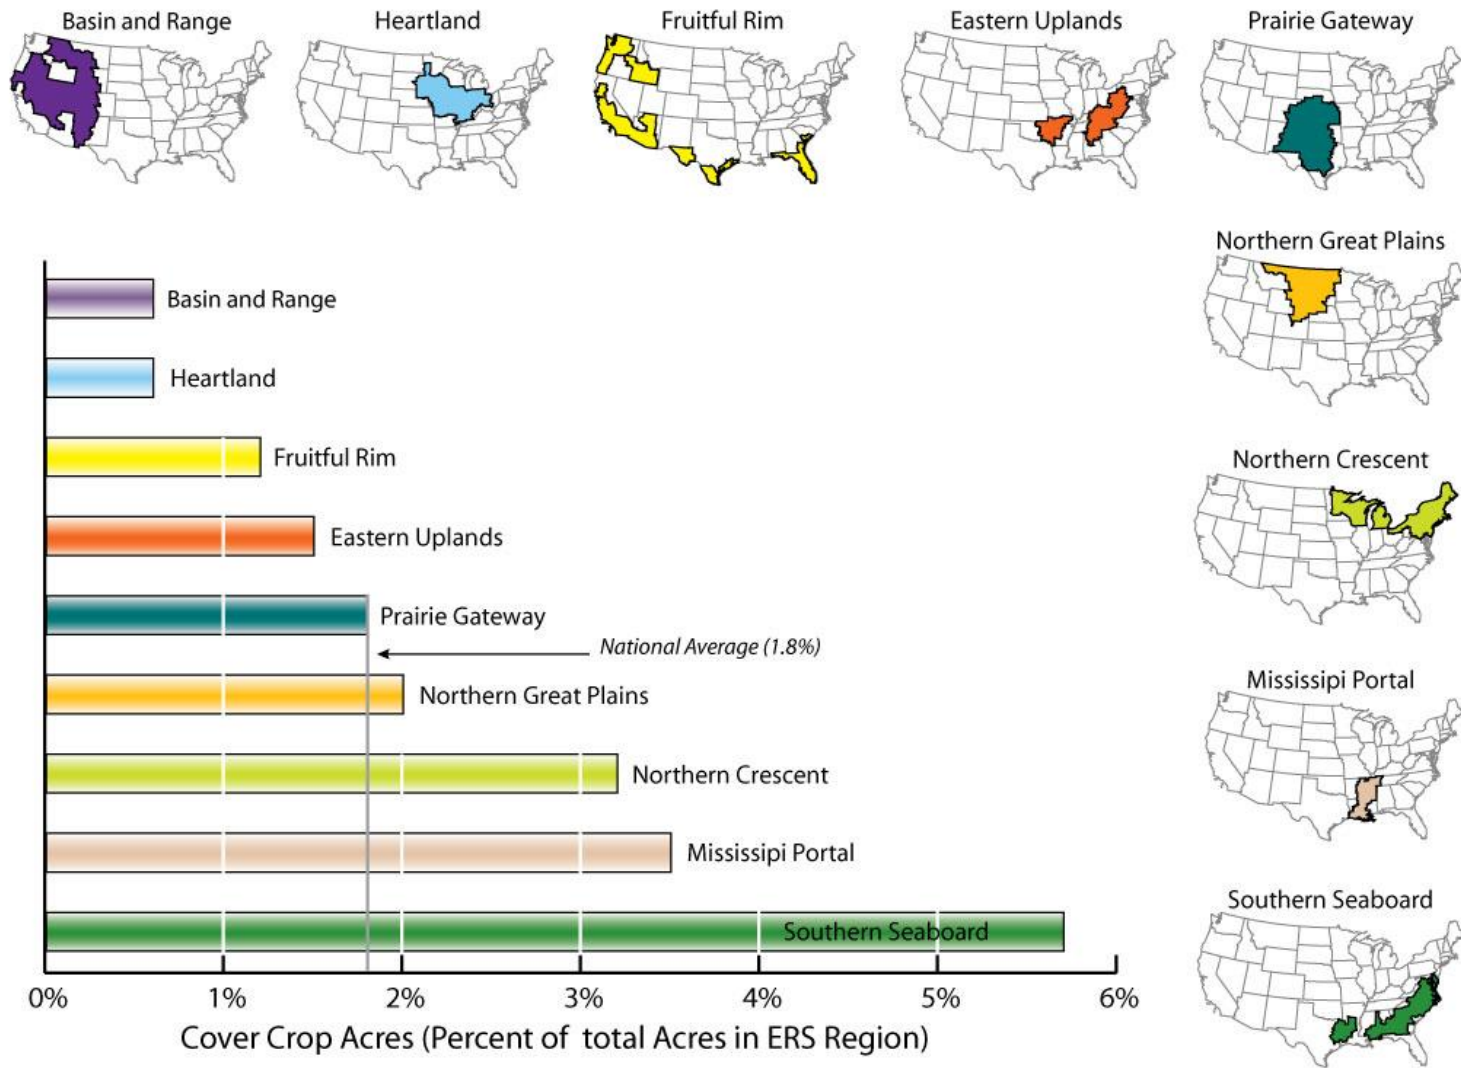 Basin and Range
Heartland
Fruitful Rim
Eastern Uplands
Prairie Gateway
Northern Great Plains
Northern Crescent
Mississipi Portal
Southern Seaboard
Basin and Range
Heartland
Fruitful Rim
Eastern Uplands
Prairie Gateway
National Average (1.8%)
Northern Great Plains
Northern Crescent
Mississipi Portal
Southern Seaboard
0% 1% 2% 3% 4% 5% 6%
Cover Crop Acres (Percent of total Acres in ERS Region)